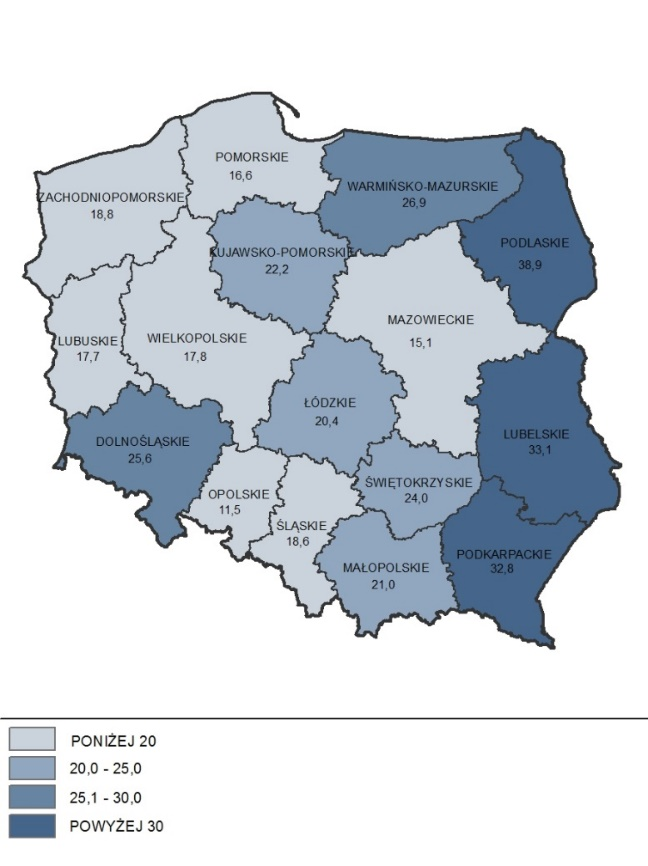 POMORSKIE
16,6
WARMIŃSKO-MAZURSKIE
26,9
ZACHODNIOPOMORSKIE
18,8
PODLASKIE
38,9
KUJAWSKO-POMORSKIE
22,2
MAZOWIECKIE
15,1
LUBUSKIE
17,7
WIELKOPOLSKIE
17,8
ŁÓDZKIE
20,4
LUBELSKIE
33,1
DOLNOŚLĄSKIE
25,6
ŚWIĘTOKRZYSKIE
24,0
OPOLSKIE
11,5
ŚLĄSKIE
18,6
MAŁOPOLSKIE
21,0
PODKARPACKIE
32,8
PONIŻEJ 20
20,0 - 25,0
25,1 - 30,0
POWYŻEJ 30